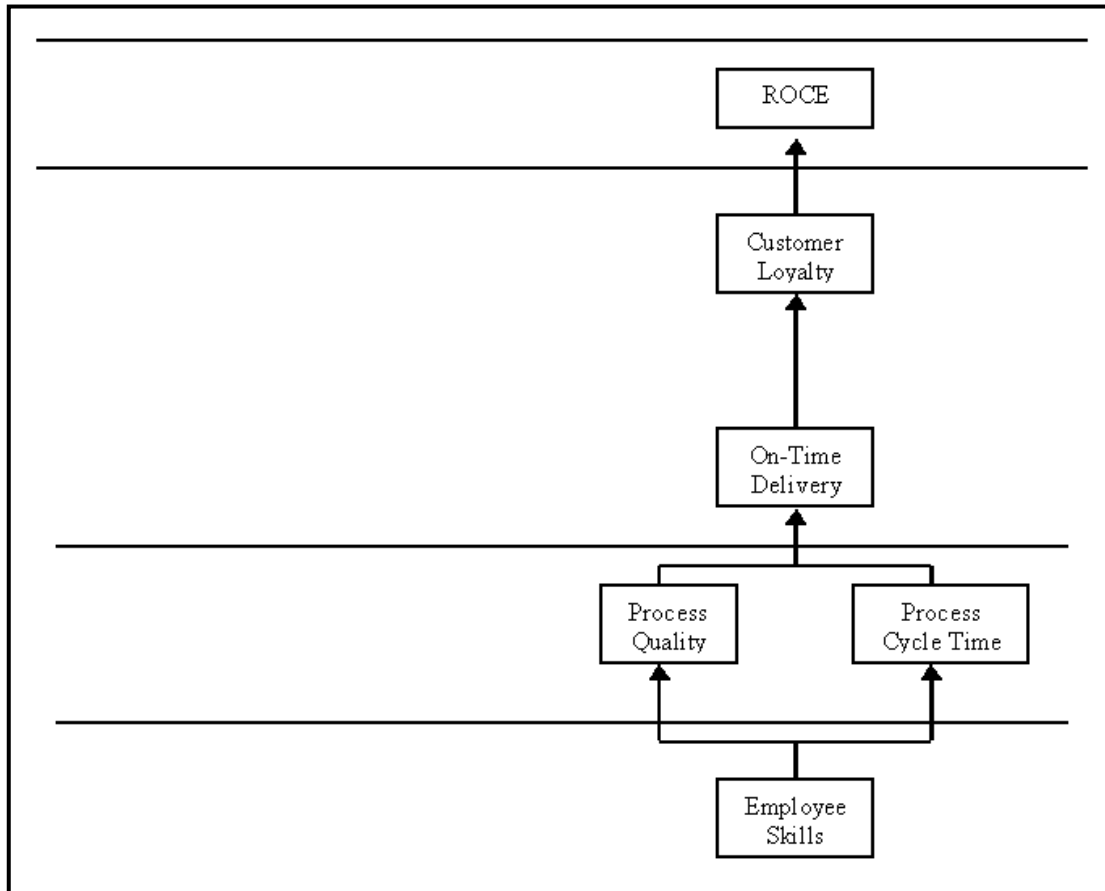 ROCE
Customer
Loyalty
On-Time
Delivery
Process
Quality
Process
Cycle Time
Employee
Skills